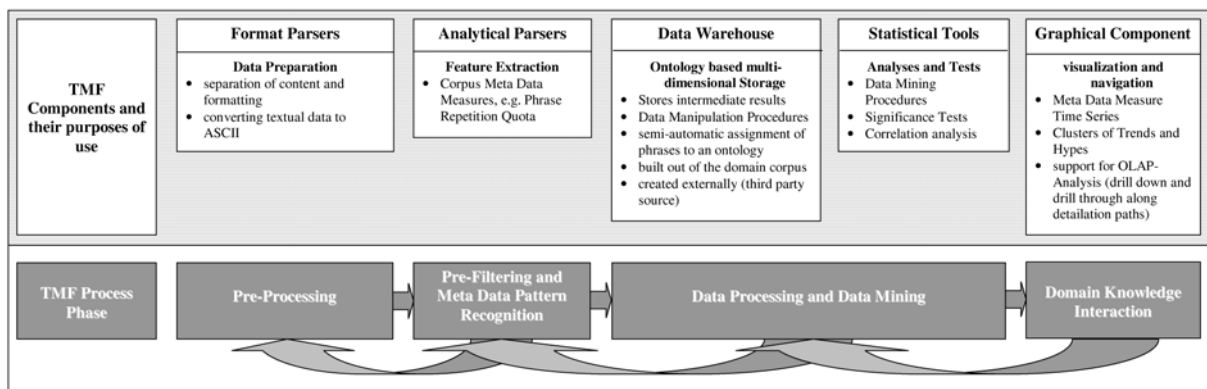 TMF
Components and
their purposes of
use
Format Parsers
Data Preparation
• separation of content and
formatting
• converting textual data to
ASCII
Analytical Parsers
Feature Extraction
• Corpus Meta Data
Measures, e.g. Phrase
Repetition Quota
Data Warehouse
Ontology based multi-
dimensional Storage
• Stores intermediate results
• Data Manipulation Procedures
• semi-automatic assignment of
phrases to an ontology
• built out of the domain corpus
• created externally (third party
source)
Statistical Tools
Analyses and Tests
• Data Mining
Procedures
• Significance Tests
• Correlation analysis
Graphical Component
visualization and
navigation
• Meta Data Measure
Time Series
• Clusters of Trends and
Hypes
• support for OLAP-
Analysis (drill down and
drill through along
detailation paths)
TMF Process
Phase
Pre-Processing
Pre-Filtering and
Meta Data Pattern
Recognition
Data Processing and Data Mining
Domain Knowledge
Interaction